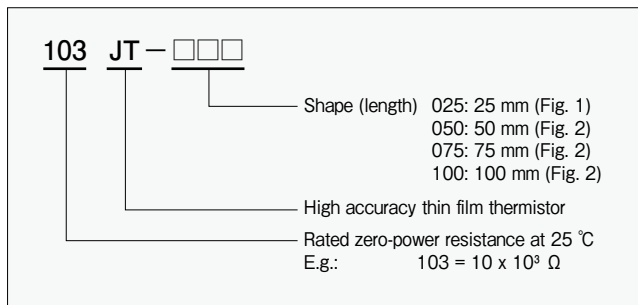 103 JT－□□□
Shape (length) 025: 25 mm (Fig. 1)
050: 50 mm (Fig. 2)
075: 75 mm (Fig. 2)
100: 100 mm (Fig. 2)
High accuracy thin film thermistor
Rated zero-power resistance at 25 ℃
E.g.: 103 = 10 x 10³ Ω